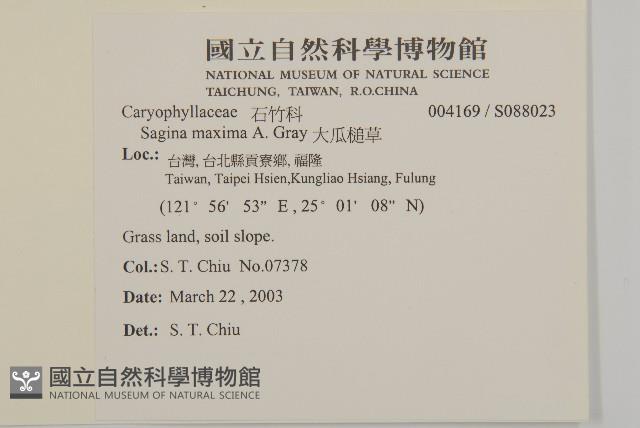 國立自然科學博物館
NATIONAL MUSEUM OF NATURAL SCIENCE
TAICHUNG, TAIWAN, R.O.CHINA
Caryophyllaceae 石竹科 004169 / S088023
Sagina maxima A. Gray 大瓜槌草
Loc.: 台灣, 台北縣貢寮鄉, 福隆
Taiwan, Taipei Hsien,Kungliao Hsiang, Fulung
(121° 56' 53” E , 25° 01' 08” N)
Grass land, soil slope.
Col.: S. T. Chiu No.07378
Date: March 22 , 2003
Det.: S. T. Chiu
國立自然科學博物館
NATIONAL MUSEUM OF NATURAL SCIENCE